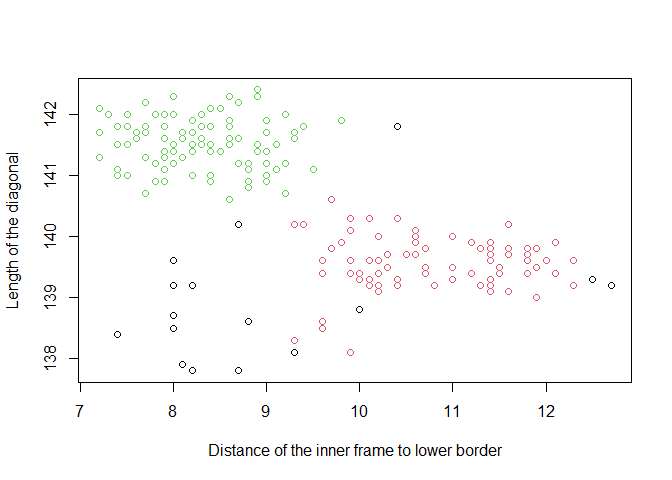 Length of the diagonal
142
141
140
139
138
7 8 9 10 11 12
Distance of the inner frame to lower border